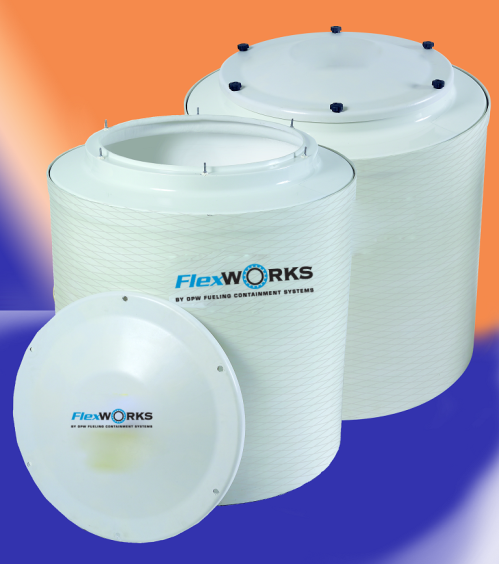 FlexWORKS
BY OPW FUELING CONTAINMENT SYSTEMS
FlexWORKS
BY OPW FUELING CONTAINMENT SYSTEMS